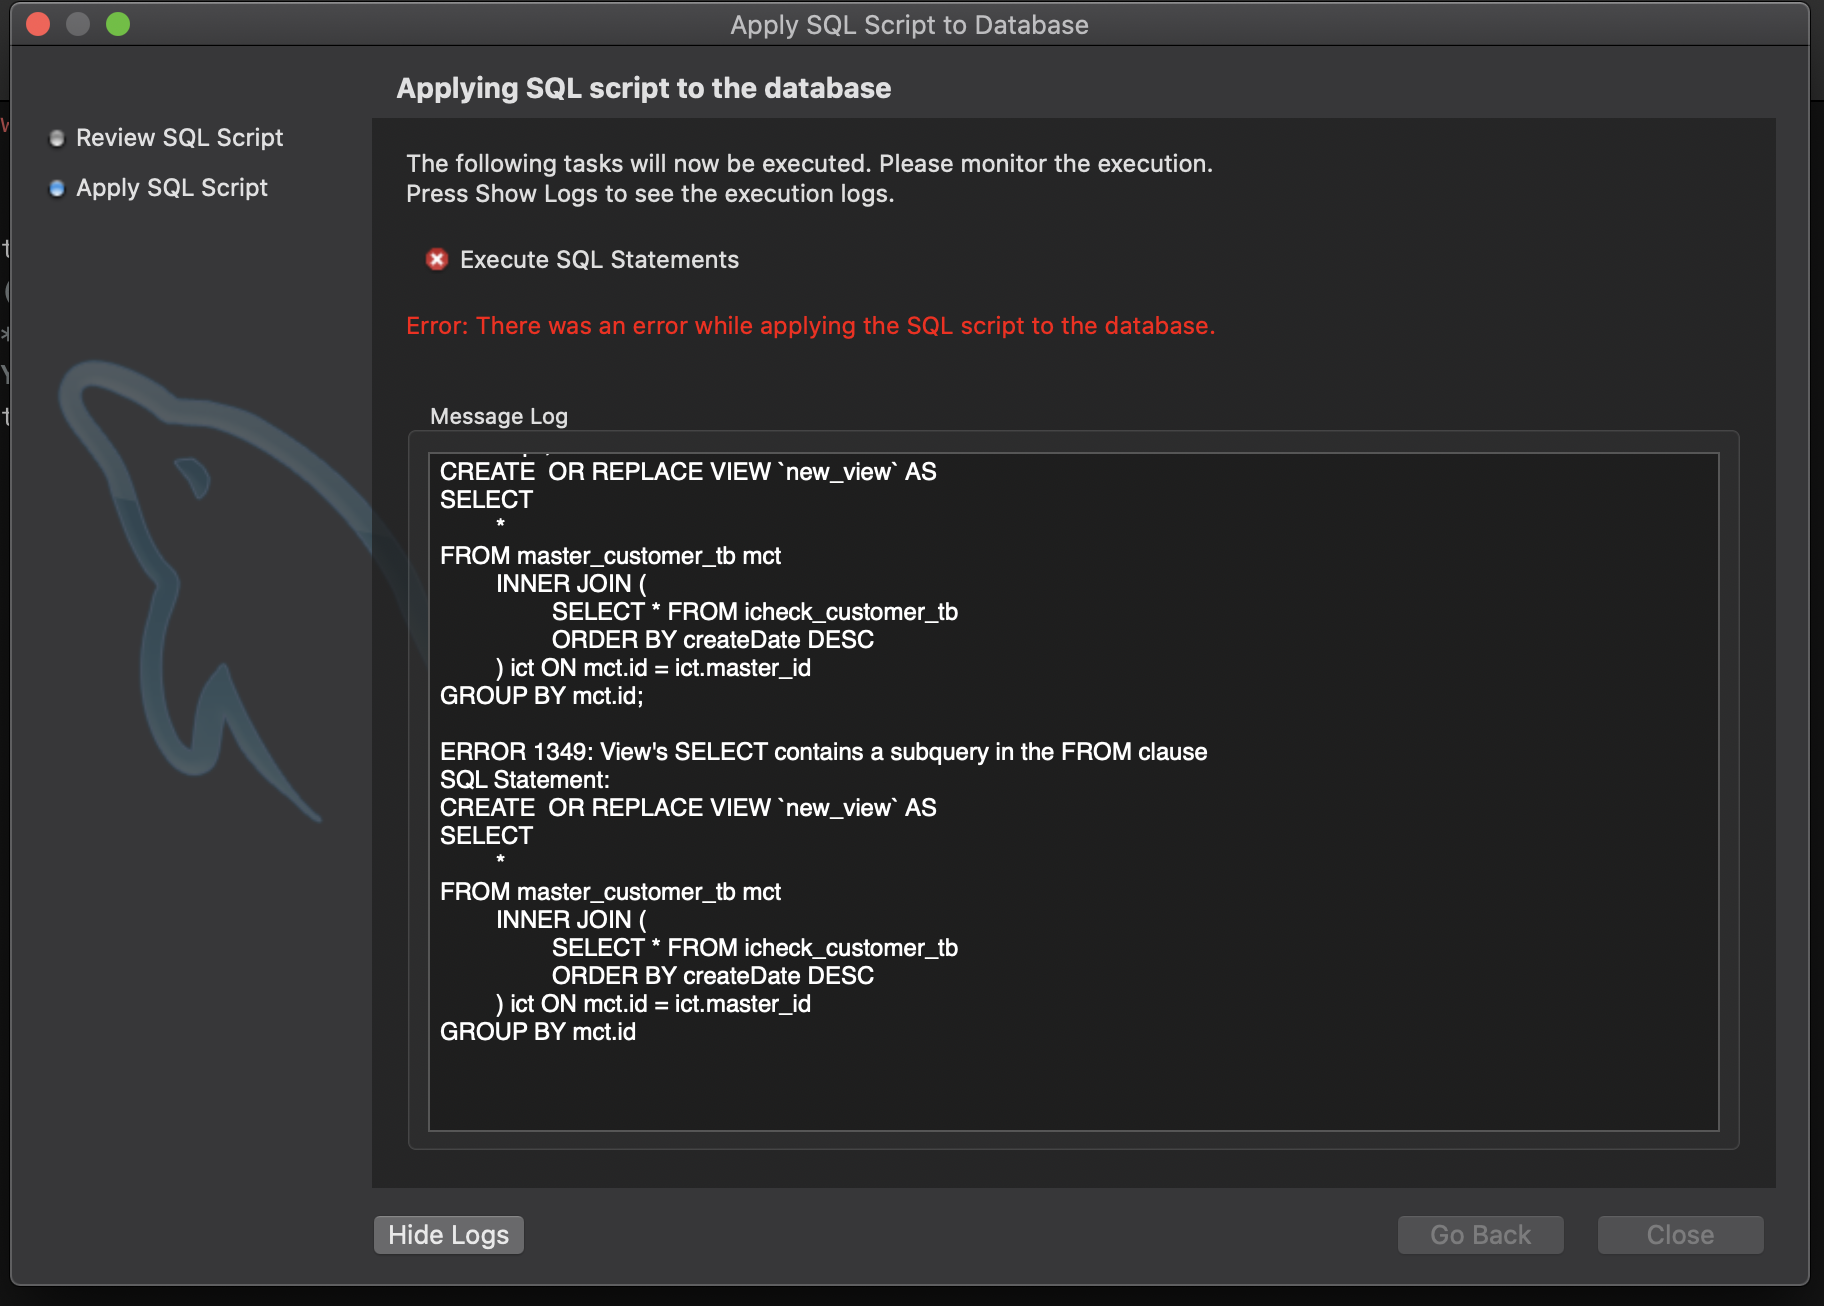 Apply SQL Script to Database
Applying SQL script to the database
Review SQL Script
Apply SQL Script
The following tasks will now be executed. Please monitor the execution.
Press Show Logs to see the execution logs.
Execute SQL Statements
Error: There was an error while applying the SQL script to the database.
Message Log
CREATE  OR REPLACE VIEW `new_view` AS
SELECT
*
FROM master_customer_tb mct
INNER JOIN (
SELECT * FROM icheck_customer_tb
ORDER BY createDate DESC
) ict ON mct.id = ict.master_id
GROUP BY mct.id;
ERROR 1349: View's SELECT contains a subquery in the FROM clause
SQL Statement:
CREATE  OR REPLACE VIEW `new_view` AS
SELECT
*
FROM master_customer_tb mct
INNER JOIN (
SELECT * FROM icheck_customer_tb
ORDER BY createDate DESC
) ict ON mct.id = ict.master_id
GROUP BY mct.id
Hide Logs
Go Back
Close